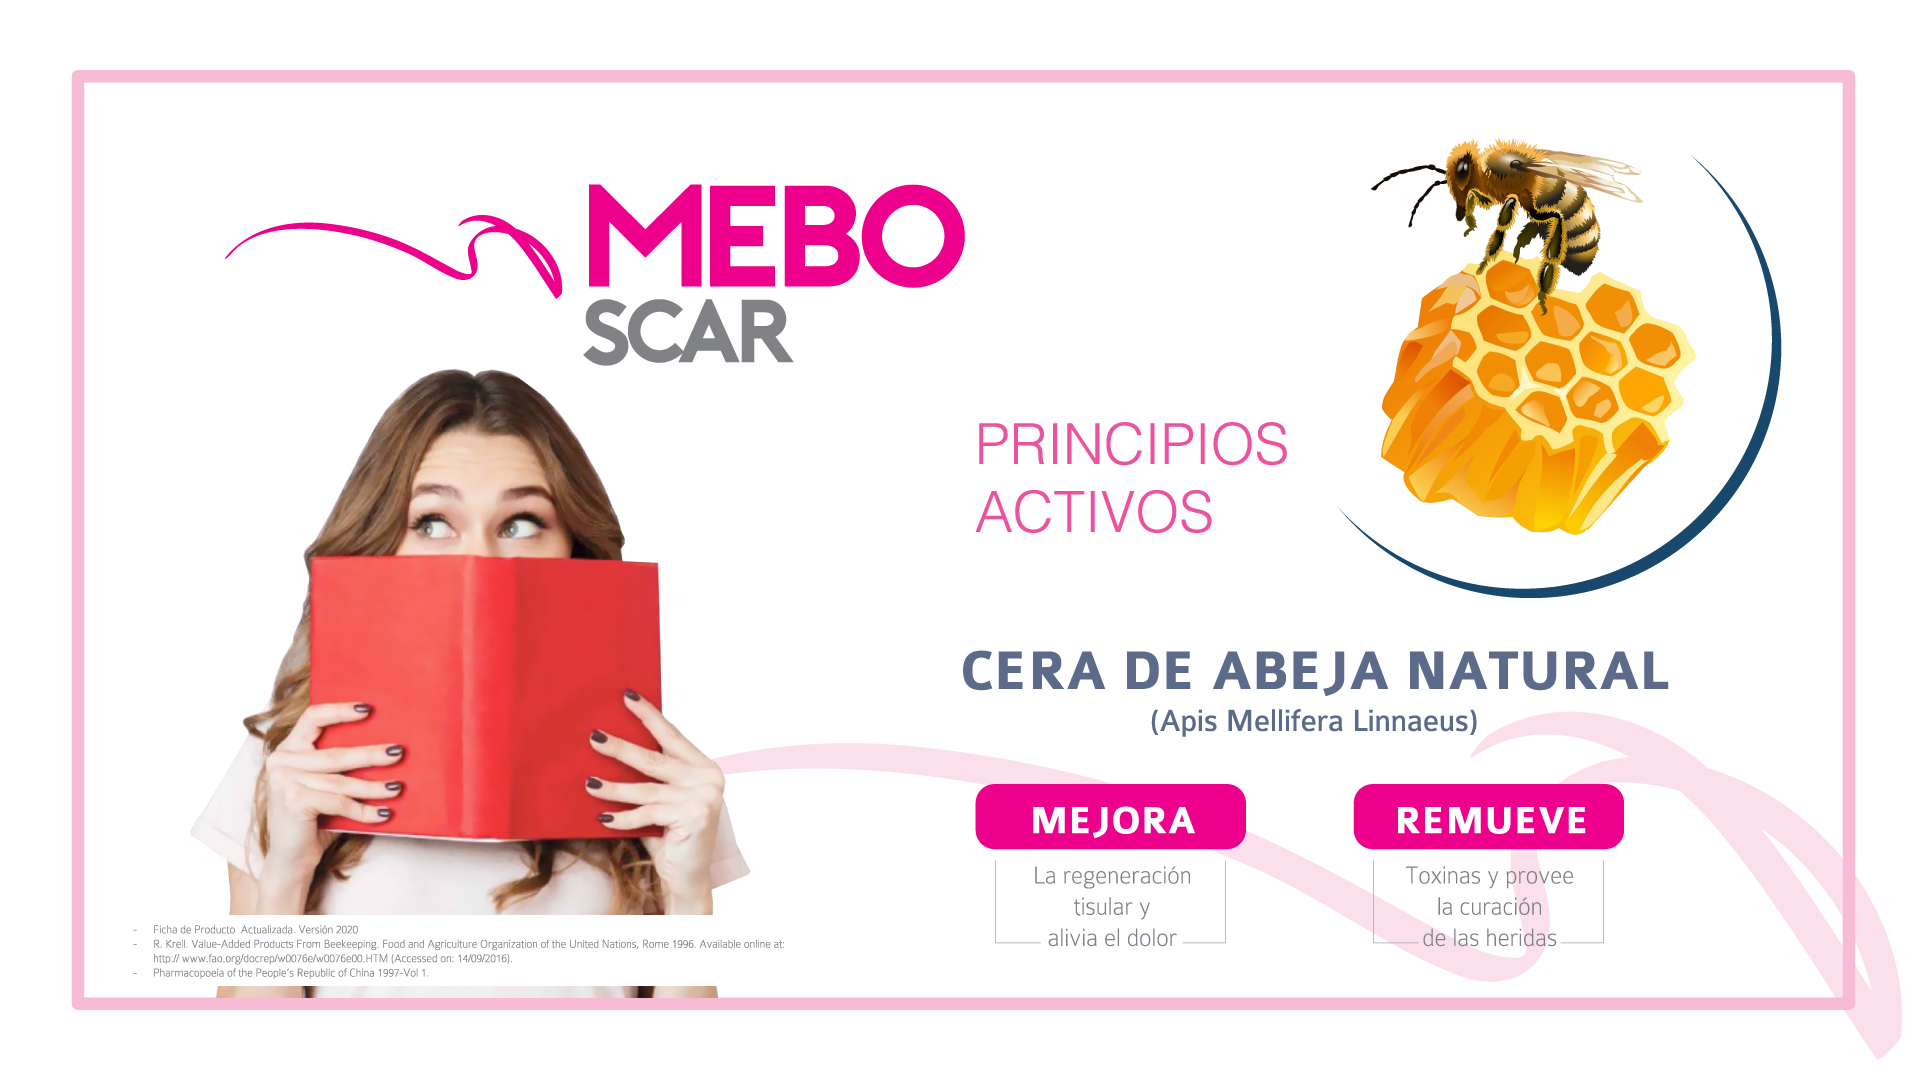 MEBO
SCAR
PRINCIPIOS
ACTIVOS
CERA DE ABEJA NATURAL
(Apis Mellifera Linnaeus)
MEJORA
La regeneración
tisular y
alivia el dolor
REMUEVE
Toxinas y provee
la curación
de las heridas
- Ficha de Producto Actualizada. Versión 2020
- R. Krell. Value-Added Products From Beekeeping. Food and Agriculture Organization of the United Nations, Rome 1996. Available online at:
http:// www.fao.org/docrep/w0076e/w0076e00.HTM (Accessed on: 14/09/2016).
- Pharmacopoeia of the People's Republic of China 1997-Vol 1.